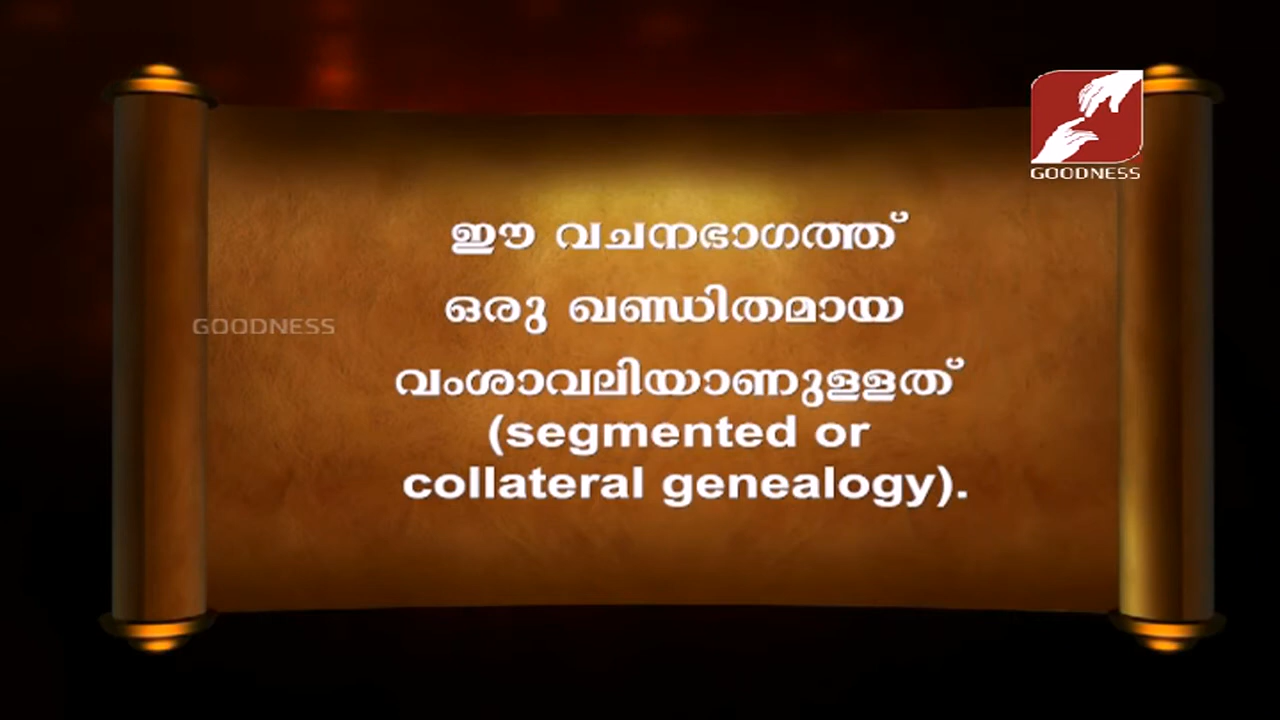 GOODNESS
ഈ വചനഭാഗത്ത്
ഒരു ഖണ്ഡിതമായ
GOODNESS
വംശാവലിയാണുള്ളത്
(segmented or
collateral genealogy).